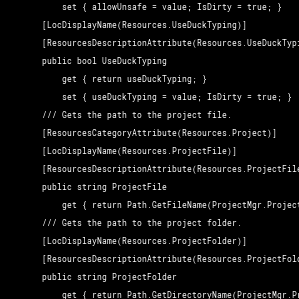 set { allowUnsafe = value; IsDirty = true; }
[LocDisplayName(Resources.UseDuckTyping)]
[ResourcesDescriptionAttribute(Resources.UseDuckTypi
public bool UseDuckTyping
get { return useDuckTyping; }
set { useDuckTyping = value; IsDirty = true; }
/// Gets the path to the project file.
[ResourcesCategoryAttribute(Resources.Project)]
[LocDisplayName(Resources.ProjectFile)]
[ResourcesDescriptionAttribute(Resources.ProjectFile
public string ProjectFile
get { return Path.GetFileName(ProjectMgr.Project
/// Gets the path to the project folder.
[LocDisplayName(Resources.ProjectFolder)]
[ResourcesDescriptionAttribute(Resources.ProjectFold
public string ProjectFolder
get { return Path.GetDirectoryName(ProjectMgr.Pr